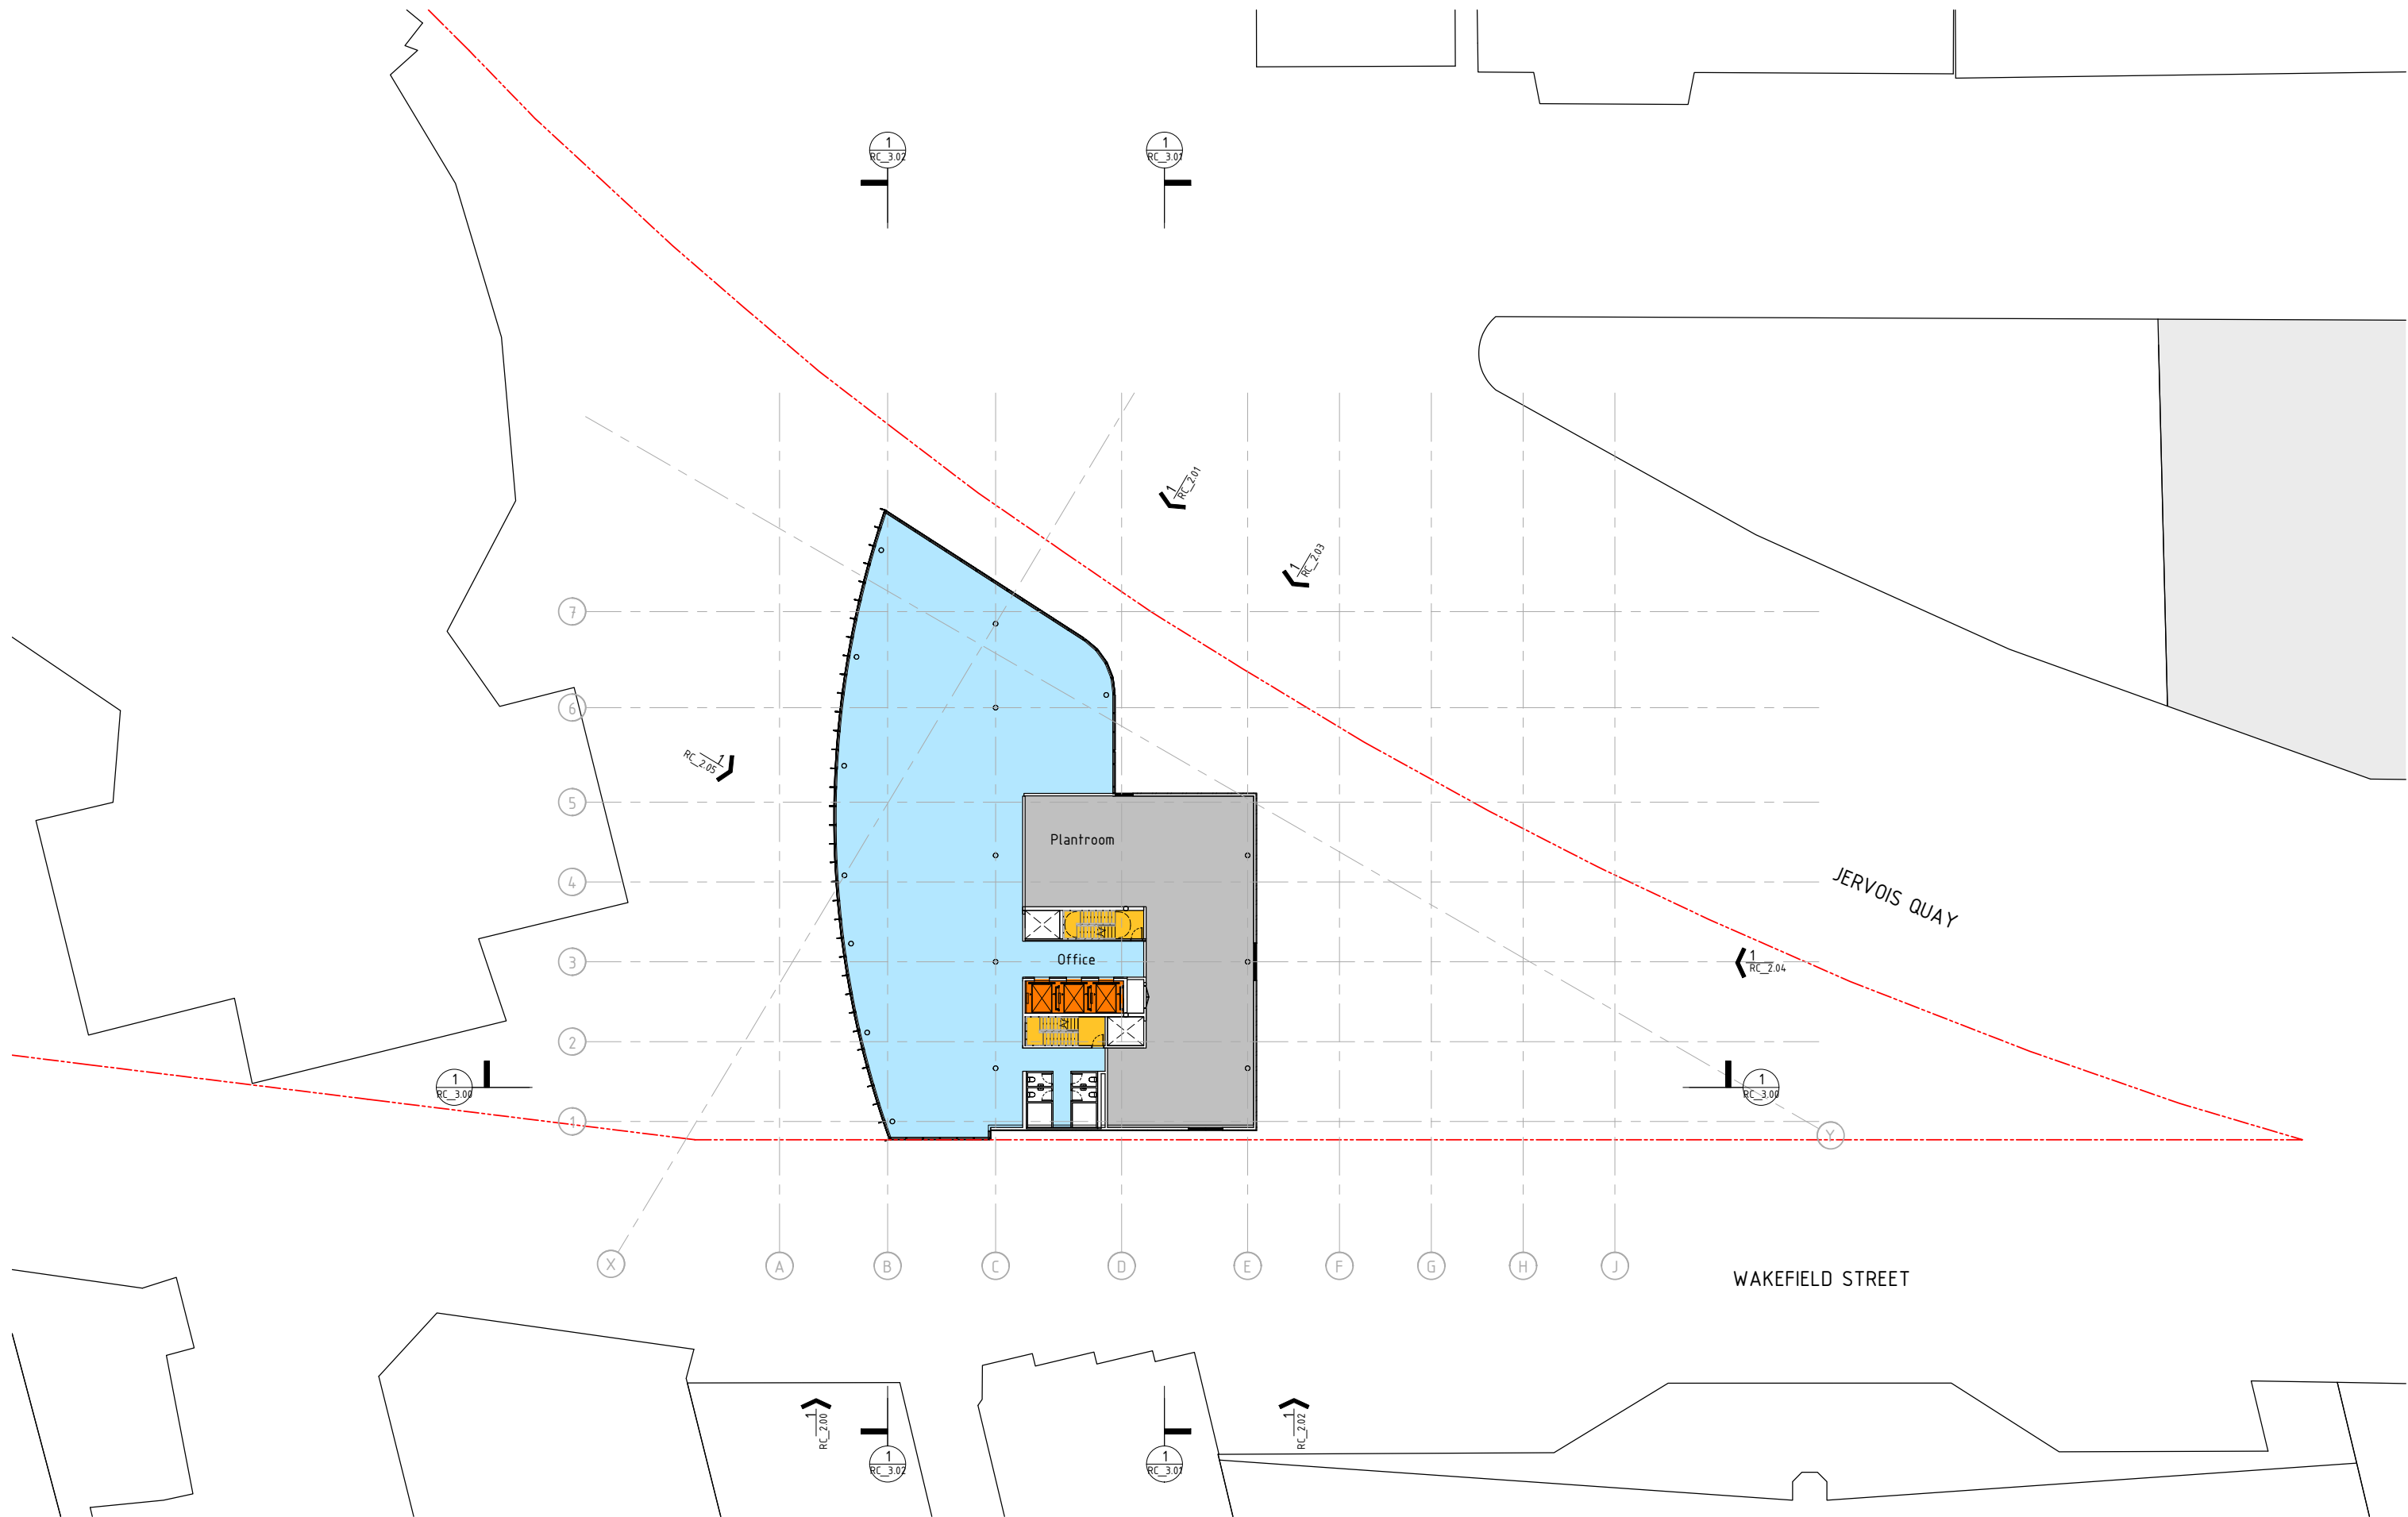 1
RC_3.02
1
RC_3.01
1
RC_2.01
1
RC_2.03
7
6
1
RC_2.05
5
Plantroom
4
JERVOIS QUAY
3
Office
1
RC_2.04
2
1
RC_3.00
1
RC_3.00
1
Y
X
A
B
C
D
E
F
G
H
J
WAKEFIELD STREET
1
RC_2.00
1
RC_2.02
1
RC_3.02
1
RC_3.01